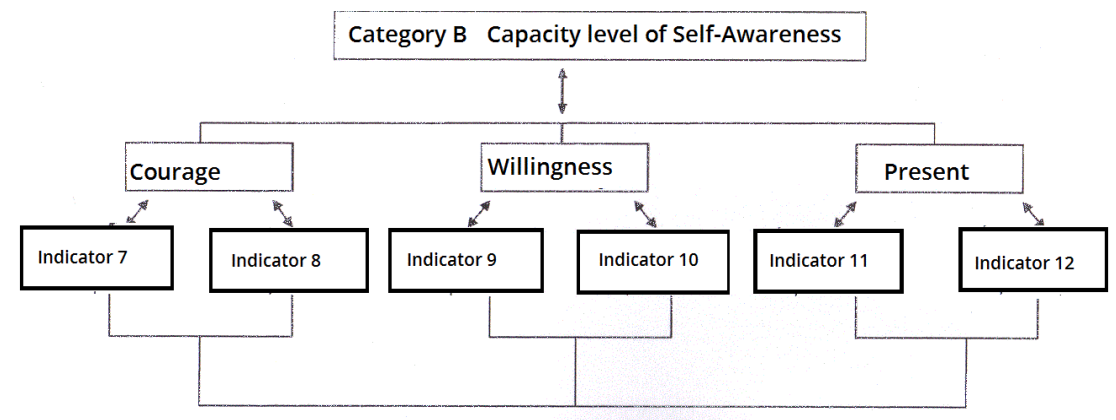 Category B Capacity level of Self-Awareness
Courage
Willingness
Present
Indicator 7
Indicator 8
Indicator 9
Indicator 10
Indicator 11
Indicator 12